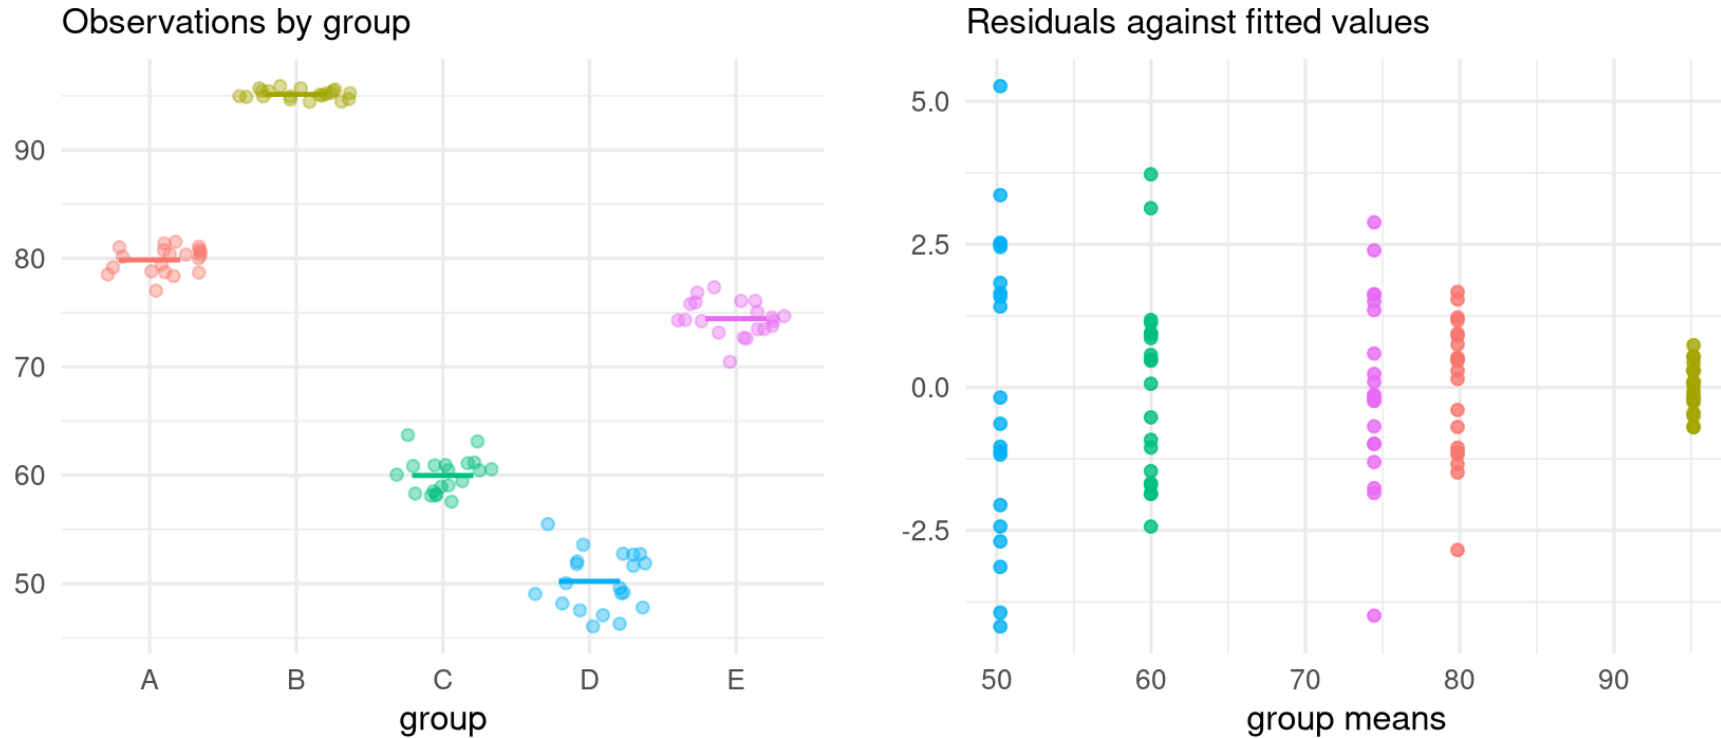 Observations by group
90
80
70
60
50
A B C D E
group
Residuals against fitted values
5.0
2.5
0.0
-2.5
50 60 70 80 90
group means